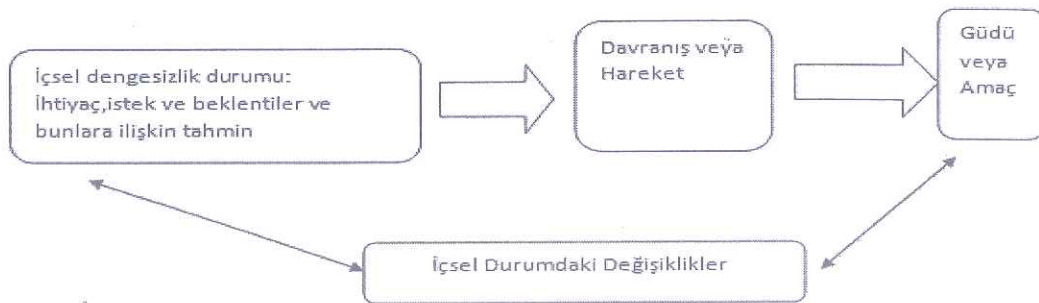 İçsel dengesizlik durumu:
İhtiyaç,istek ve beklentiler ve
bunlara ilişkin tahmin
Davranış veya
Hareket
Güdü
veya
Amaç
İçsel Durumdaki Değişiklikler